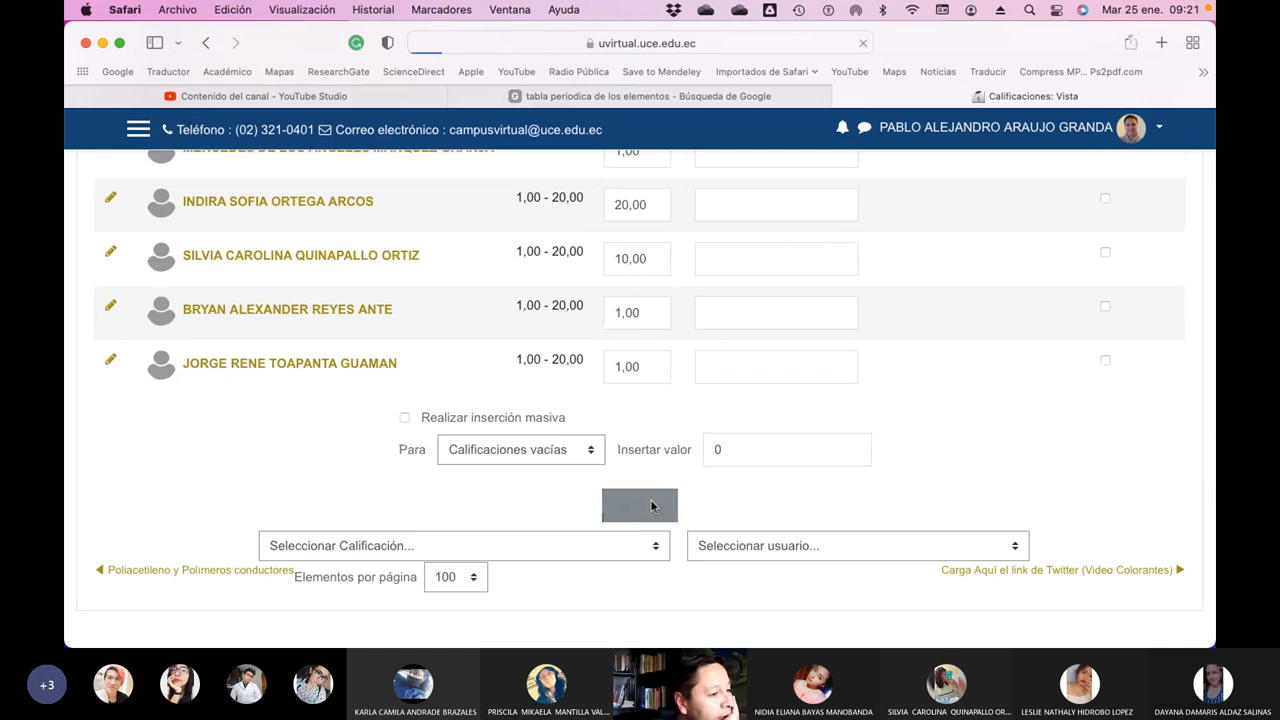 Safari Archivo Edición Visualización Historial Marcadores Ventana Ayuda Mar 25 ene. 09:21
uvirtual.uce.edu.ec
Google Traductor Académico Mapas ResearchGate ScienceDirect Apple YouTube Radio Pública Save to Mendeley Importados de Safari YouTube Maps Noticias Traducir Compress MP... Ps2pdf.com
Contenido del canal - YouTube Studio tabla períodica de los elementos - Búsqueda de Google Calificaciones: Vista
Teléfono : (02) 321-0401 Correo electrónico : campusvirtual@uce.edu.ec PABLO ALEJANDRO ARAUJO GRANDA
MERCEDES DE LOS ANGELES MARQUEZ GRANJA 1,00
INDIRA SOFIA ORTEGA ARCOS 1,00 - 20,00 20,00
SILVIA CAROLINA QUINAPALLO ORTIZ 1,00 - 20,00 10,00
BRYAN ALEXANDER REYES ANTE 1,00 - 20,00 1,00
JORGE RENE TOAPANTA GUAMAN 1,00 - 20,00 1,00
Realizar inserción masiva
Para Calificaciones vacías Insertar valor 0
Seleccionar Calificación... Seleccionar usuario...
Poliacetileno y Polímeros conductores Elementos por página 100 Carga Aquí el link de Twitter (Video Colorantes)
+3
KARLA CAMILA ANDRADE BRAZALES PRISCILA MIKAELA MANTILLA VAL... NIDIA ELIANA BAYAS MANOBANDA SILVIA CAROLINA QUINAPALLO OR... LESLIE NATHALY HIDROBO LOPEZ DAYANA DAMARIS ALDAZ SALINAS